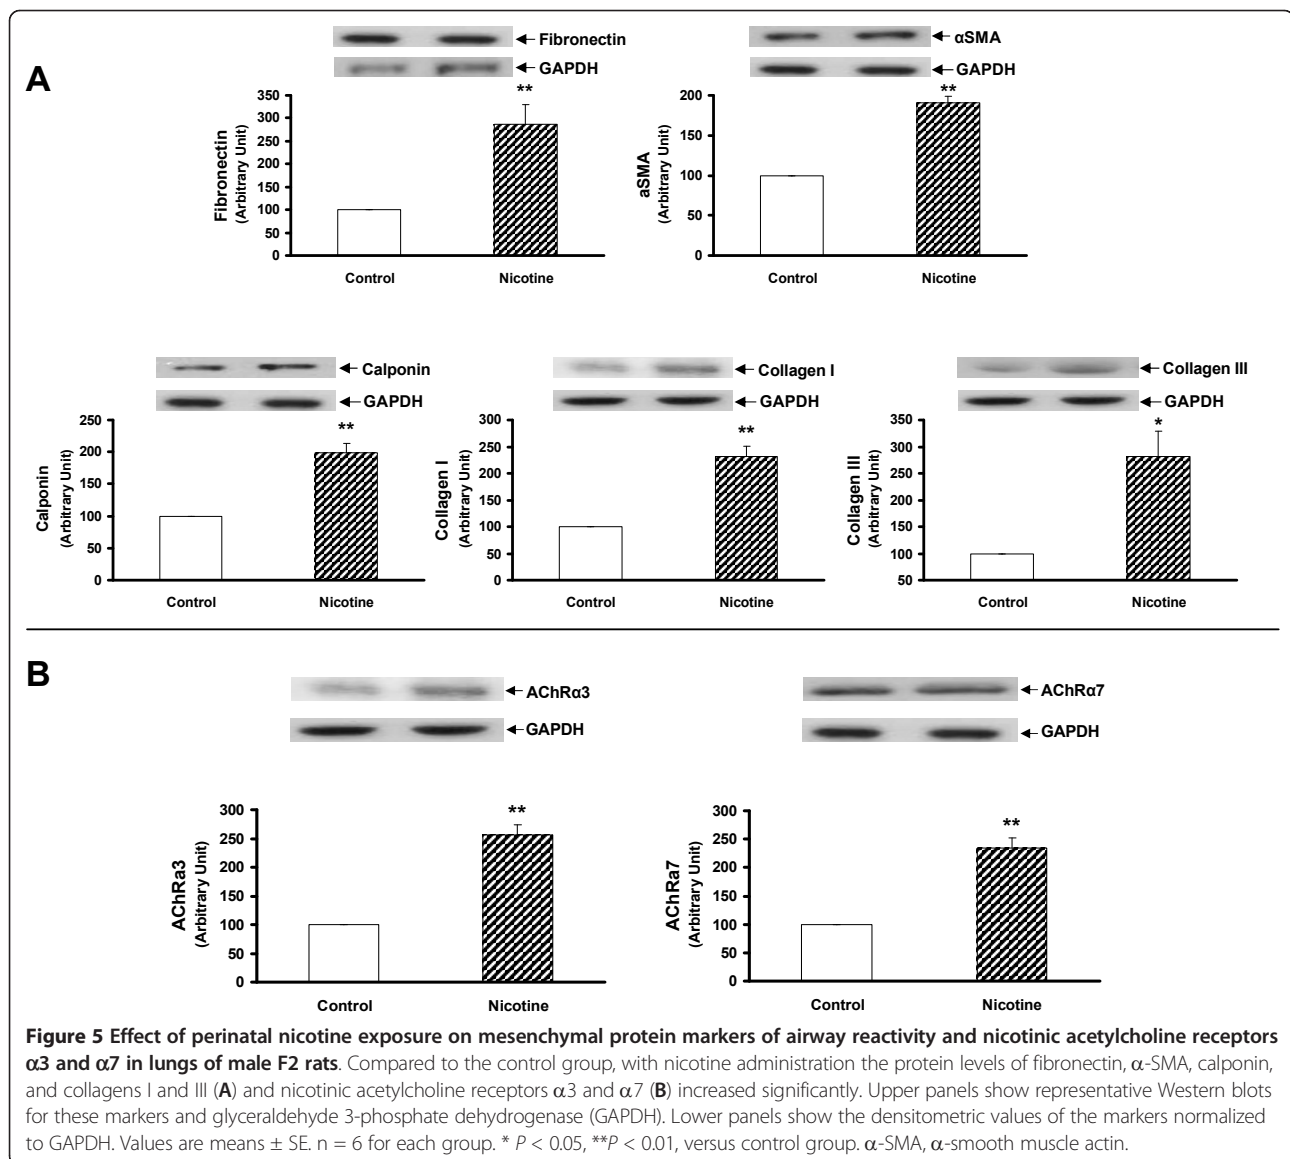 A
Fibronectin
GAPDH
αSMA
GAPDH
**
350
300
250
200
150
100
50
0
Fibronectin
(Arbitrary Unit)
Control Nicotine
**
200
150
100
50
0
aSMA
(Arbitrary Unit)
Control Nicotine
Calponin
GAPDH
**
250
200
150
100
50
0
Calponin
(Arbitrary Unit)
Control Nicotine
Collagen I
GAPDH
**
300
250
200
150
100
50
0
Collagen I
(Arbitrary Unit)
Control Nicotine
Collagen III
GAPDH
*
350
300
250
200
150
100
50
Collagen III
(Arbitrary Unit)
Control Nicotine
B
AChRα3
GAPDH
**
300
250
200
150
100
50
0
AChRa3
(Arbitrary Unit)
Control Nicotine
AChRα7
GAPDH
**
300
250
200
150
100
50
0
AChRa7
(Arbitrary Unit)
Control Nicotine
Figure 5 Effect of perinatal nicotine exposure on mesenchymal protein markers of airway reactivity and nicotinic acetylcholine receptors
α3 and α7 in lungs of male F2 rats. Compared to the control group, with nicotine administration the protein levels of fibronectin, α-SMA, calponin,
and collagens I and III (A) and nicotinic acetylcholine receptors α3 and α7 (B) increased significantly. Upper panels show representative Western blots
for these markers and glyceraldehyde 3-phosphate dehydrogenase (GAPDH). Lower panels show the densitometric values of the markers normalized
to GAPDH. Values are means ± SE. n = 6 for each group. * P < 0.05, **P < 0.01, versus control group. α-SMA, α-smooth muscle actin.